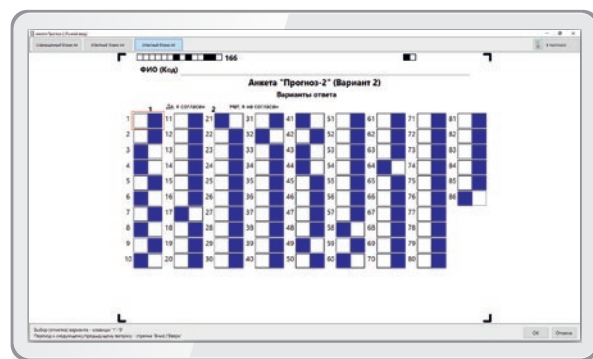 166
ФИО (Код)
Анкета "Прогноз-2" (Вариант 2)
Варианты ответа
1 Да, я согласен 2 Нет, я не согласен
1 11 21 31 41 51 61 71 81
2 12 22 32 42 52 62 72 82
3 13 23 33 43 53 63 73 83
4 14 24 34 44 54 64 74 84
5 15 25 35 45 55 65 75 85
6 16 26 36 46 56 66 76 86
7 17 27 37 47 57 67 77
8 18 28 38 48 58 68 78
9 19 29 39 49 59 69 79
10 20 30 40 50 60 70 80
OK Отмена